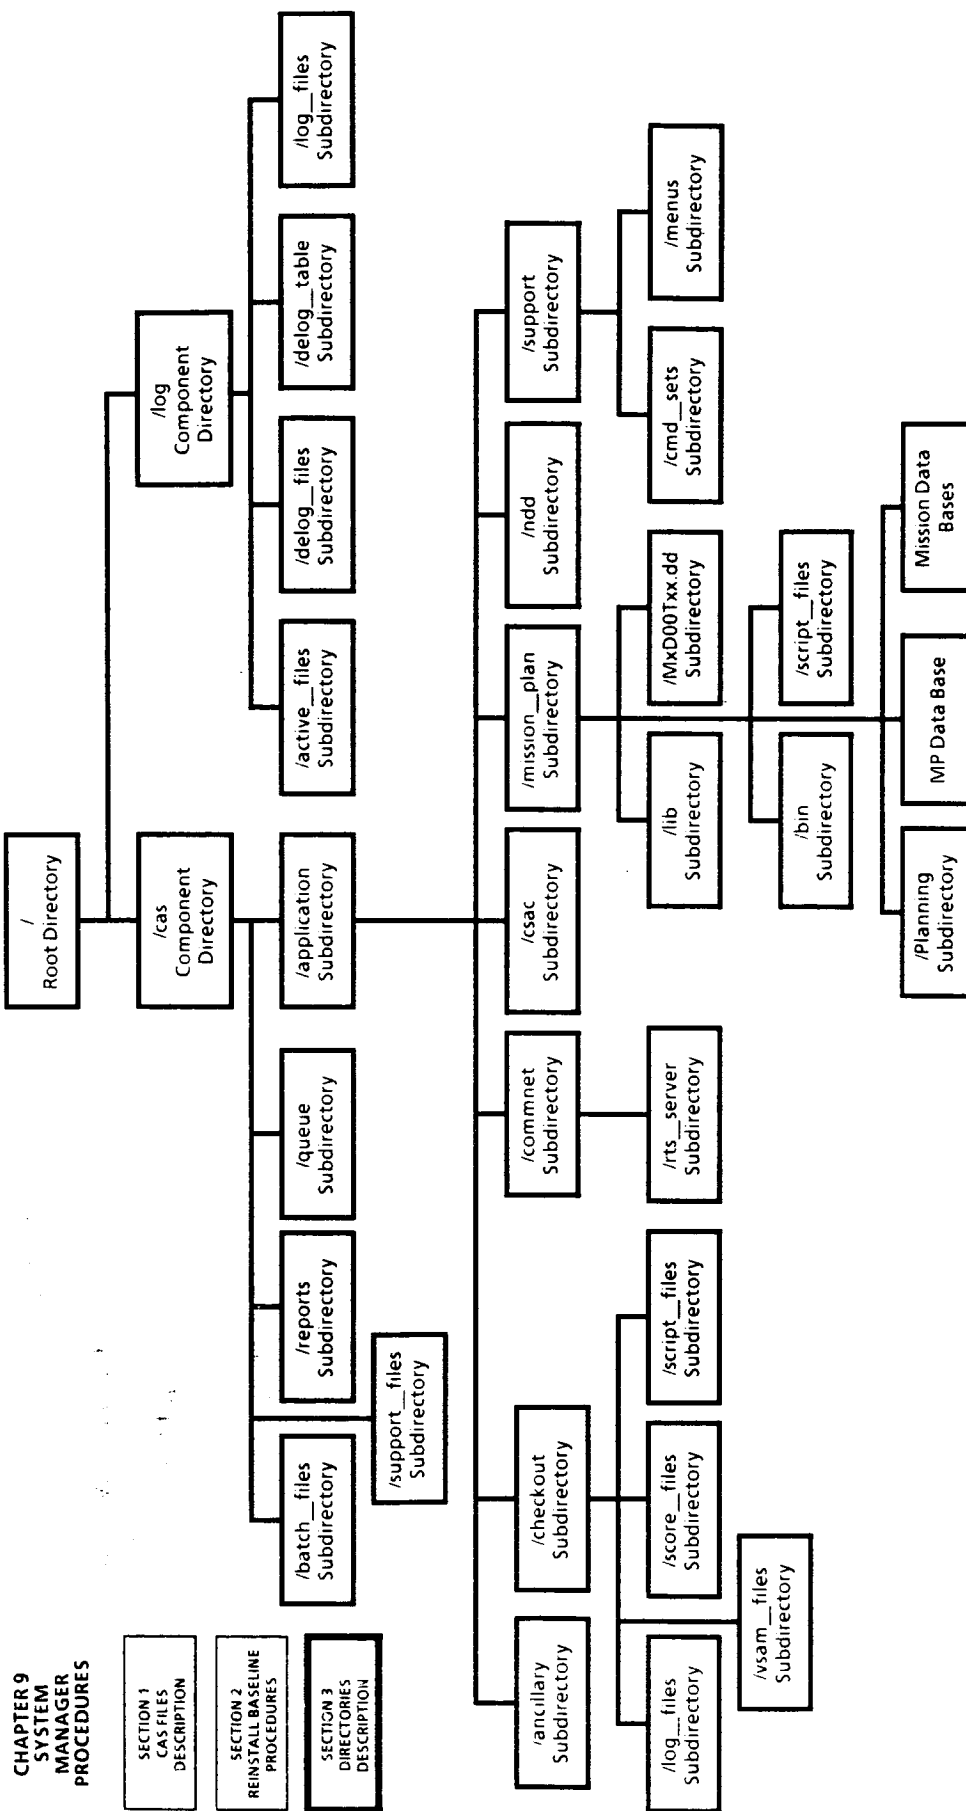 CHAPTER 9
SYSTEM
MANAGER
PROCEDURES
SECTION 1
CAS FILES
DESCRIPTION
SECTION 2
REINSTALL BASELINE
PROCEDURES
SECTION 3
DIRECTORIES
DESCRIPTION
/
Root Directory
/cas
Component
Directory
/log
Component
Directory
/batch__files
Subdirectory
/support__files
Subdirectory
/reports
Subdirectory
/queue
Subdirectory
/application
Subdirectory
/active__files
Subdirectory
/delog__files
Subdirectory
/delog__table
Subdirectory
/log__files
Subdirectory
/ancillary
Subdirectory
/checkout
Subdirectory
/commnet
Subdirectory
/csac
Subdirectory
/mission__plan
Subdirectory
/ndd
Subdirectory
/support
Subdirectory
/log__files
Subdirectory
/vsam__files
Subdirectory
/score__files
Subdirectory
/script__files
Subdirectory
/rts__server
Subdirectory
/lib
Subdirectory
/MxD00Txx.dd
Subdirectory
/cmd__sets
Subdirectory
/menus
Subdirectory
/bin
Subdirectory
/script__files
Subdirectory
/Planning
Subdirectory
MP Data Base
Mission Data
Bases